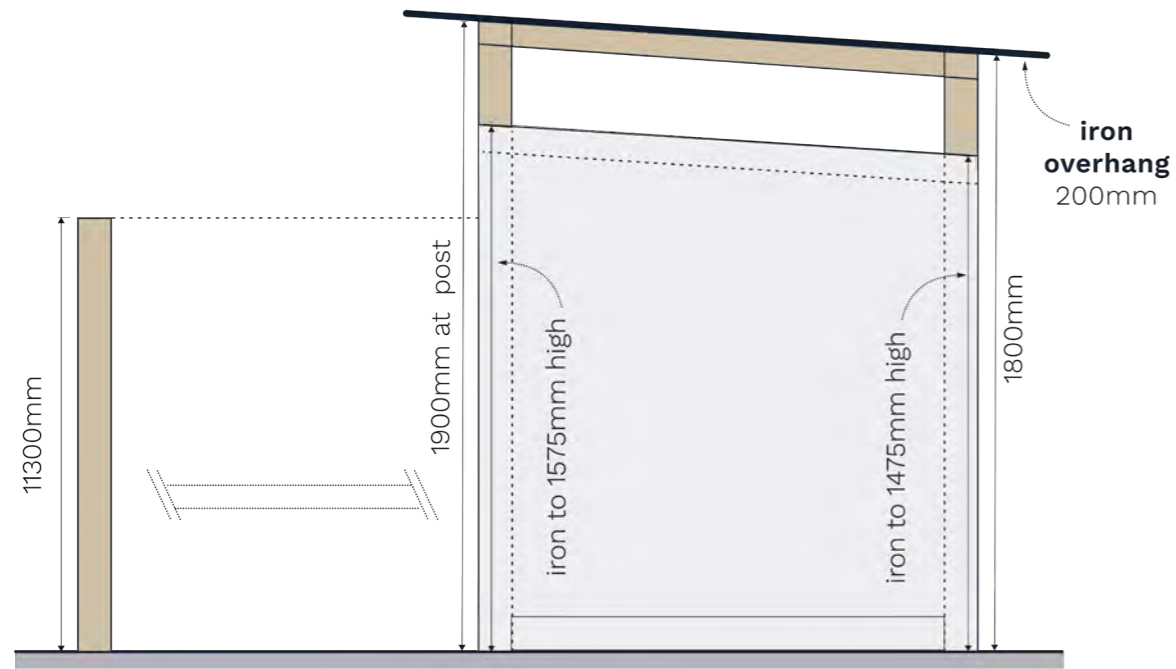 11300mm
1900mm at post
iron to 1575mm high
iron to 1475mm high
1800mm
iron
overhang
200mm